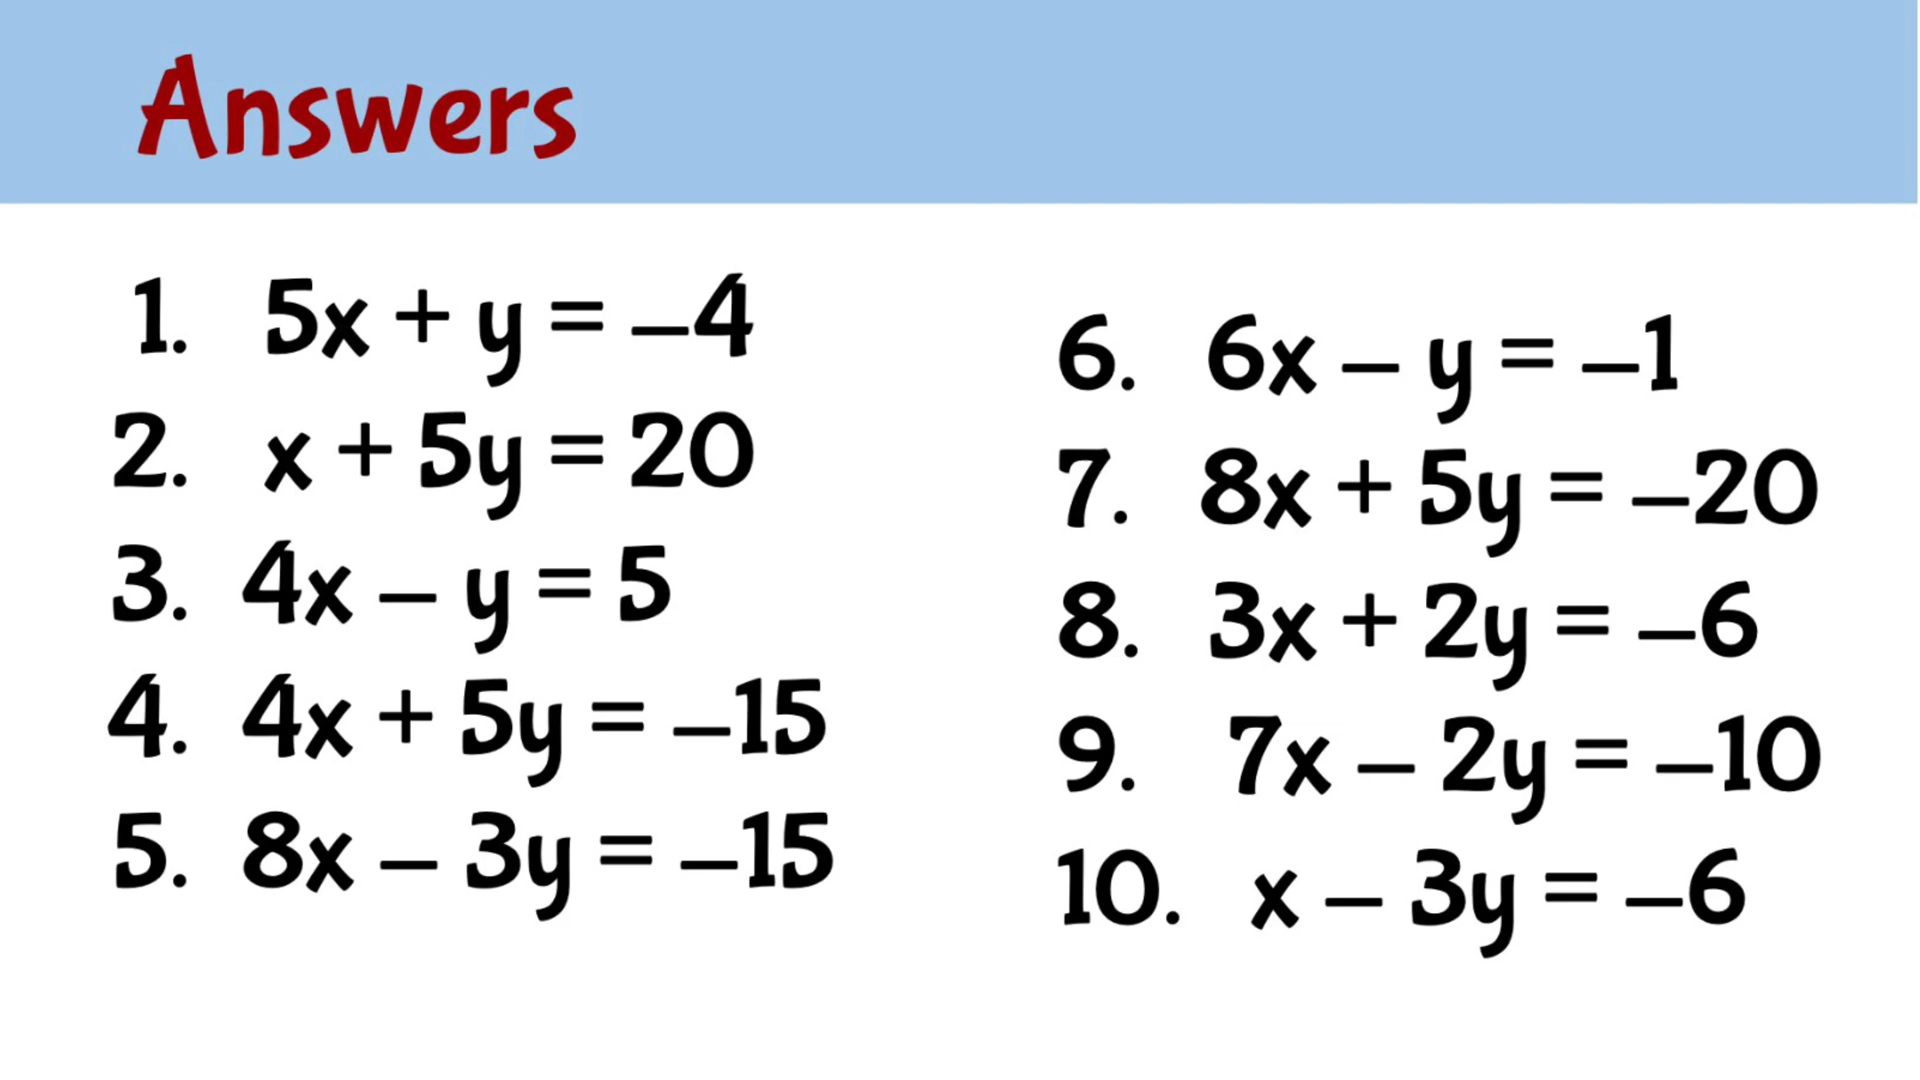 Answers
1. 5x + y = –4
2. x + 5y = 20
3. 4x – y = 5
4. 4x + 5y = –15
5. 8x – 3y = –15
6. 6x – y = –1
7. 8x + 5y = –20
8. 3x + 2y = –6
9. 7x – 2y = –10
10. x – 3y = –6